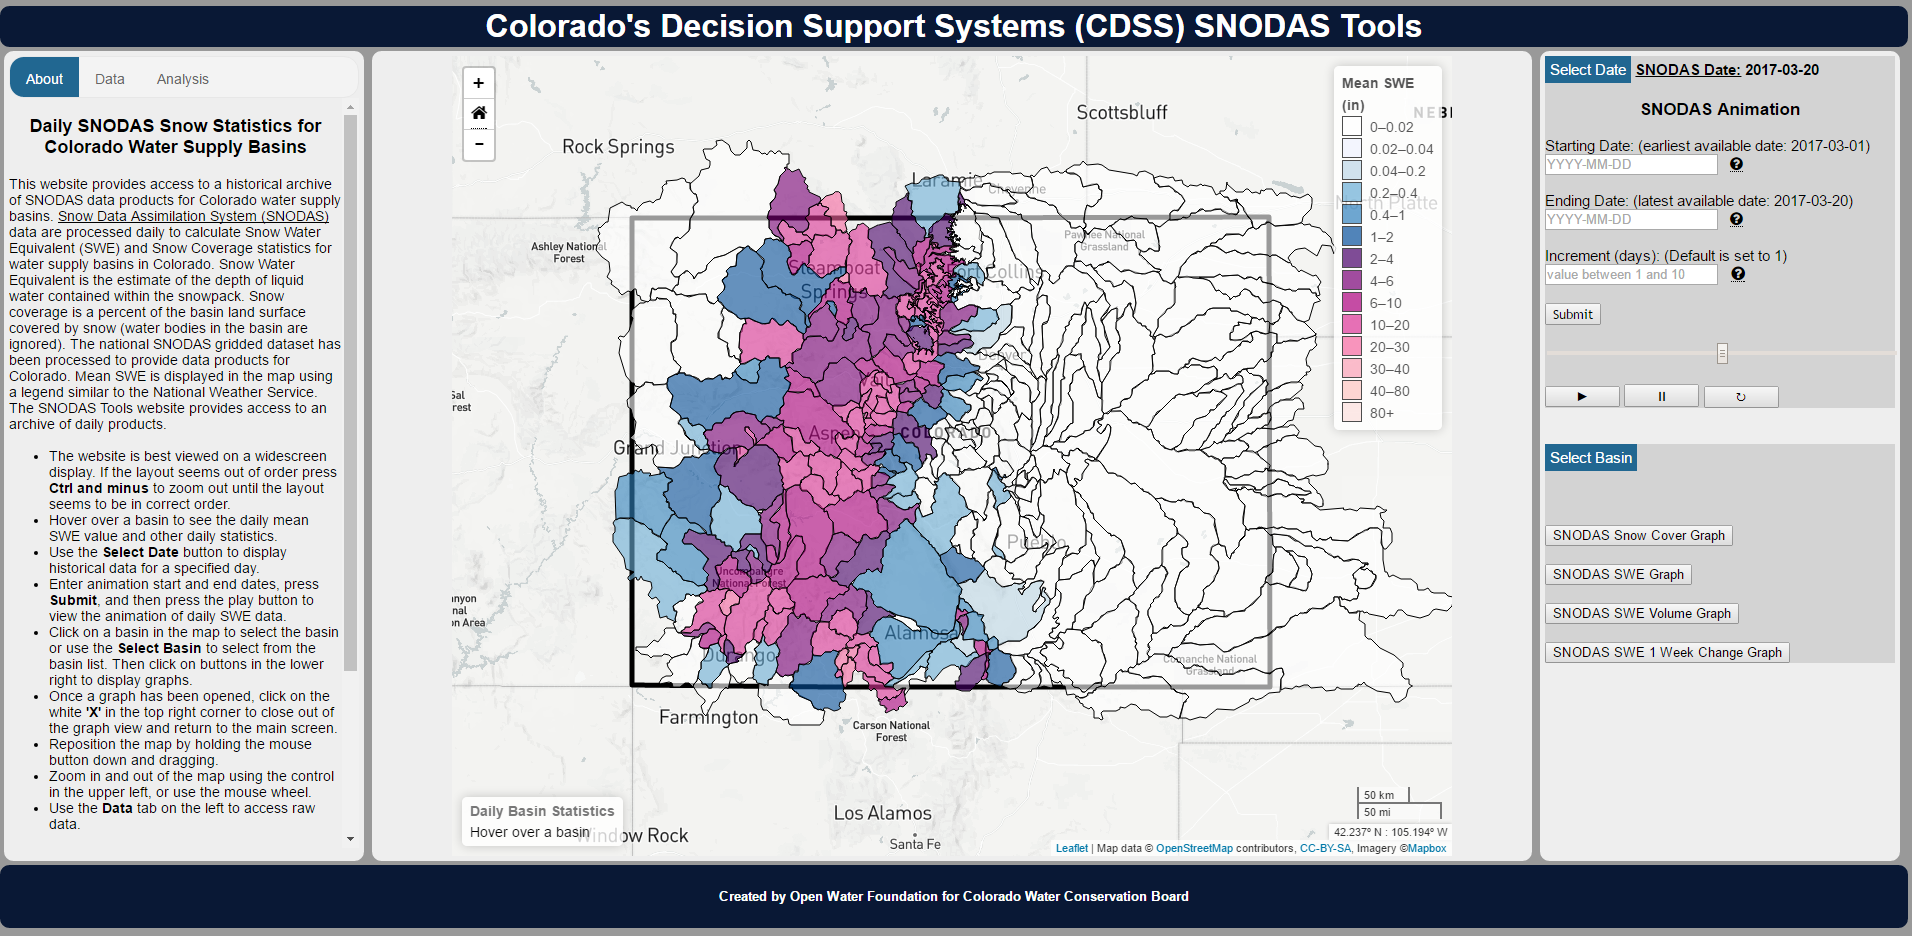 Colorado's Decision Support Systems (CDSS) SNODAS Tools
About
Data
Analysis
Daily SNODAS Snow Statistics for
Colorado Water Supply Basins
This website provides access to a historical archive
of SNODAS data products for Colorado water supply
basins. Snow Data Assimilation System (SNODAS)
data are processed daily to calculate Snow Water
Equivalent (SWE) and Snow Coverage statistics for
water supply basins in Colorado. Snow Water
Equivalent is the estimate of the depth of liquid
water contained within the snowpack. Snow
coverage is a percent of the basin land surface
covered by snow (water bodies in the basin are
ignored). The national SNODAS gridded dataset has
been processed to provide data products for
Colorado. Mean SWE is displayed in the map using
a legend similar to the National Weather Service.
The SNODAS Tools website provides access to an
archive of daily products.
• The website is best viewed on a widescreen
display. If the layout seems out of order press
Ctrl and minus to zoom out until the layout
seems to be in correct order.
• Hover over a basin to see the daily mean
SWE value and other daily statistics.
• Use the Select Date button to display
historical data for a specified day.
• Enter animation start and end dates, press
Submit, and then press the play button to
view the animation of daily SWE data.
• Click on a basin in the map to select the basin
or use the Select Basin to select from the
basin list. Then click on buttons in the lower
right to display graphs.
• Once a graph has been opened, click on the
white 'X' in the top right corner to close out of
the graph view and return to the main screen.
• Reposition the map by holding the mouse
button down and dragging.
• Zoom in and out of the map using the control
in the upper left, or use the mouse wheel.
• Use the Data tab on the left to access raw
data.
+
-
Scottsbluff
Rock Springs
Laramie
Cheyenne
North Platte
NEB
Ashley National
Forest
Pawnee National
Grassland
Steamboat
Springs
Fort Collins
Denver
Vail
Sal
rest
Aspen
COLORADO
Grand Junction
Pueblo
Uncompahgre
National Forest
anyon
nal
n Area
Alamosa
Durango
Comanche National
Grassland
Farmington
Carson National
Forest
Los Alamos
Window Rock
Santa Fe
Mean SWE
(in)
0–0.02
0.02–0.04
0.04–0.2
0.2–0.4
0.4–1
1–2
2–4
4–6
6–10
10–20
20–30
30–40
40–80
80+
Daily Basin Statistics
Hover over a basin
50 km
50 mi
42.237º N : 105.194º W
Leaflet | Map data © OpenStreetMap contributors, CC-BY-SA, Imagery ©Mapbox
Select Date SNODAS Date: 2017-03-20
SNODAS Animation
Starting Date: (earliest available date: 2017-03-01)
YYYY-MM-DD
Ending Date: (latest available date: 2017-03-20)
YYYY-MM-DD
Increment (days): (Default is set to 1)
value between 1 and 10
Submit
Select Basin
SNODAS Snow Cover Graph
SNODAS SWE Graph
SNODAS SWE Volume Graph
SNODAS SWE 1 Week Change Graph
Created by Open Water Foundation for Colorado Water Conservation Board